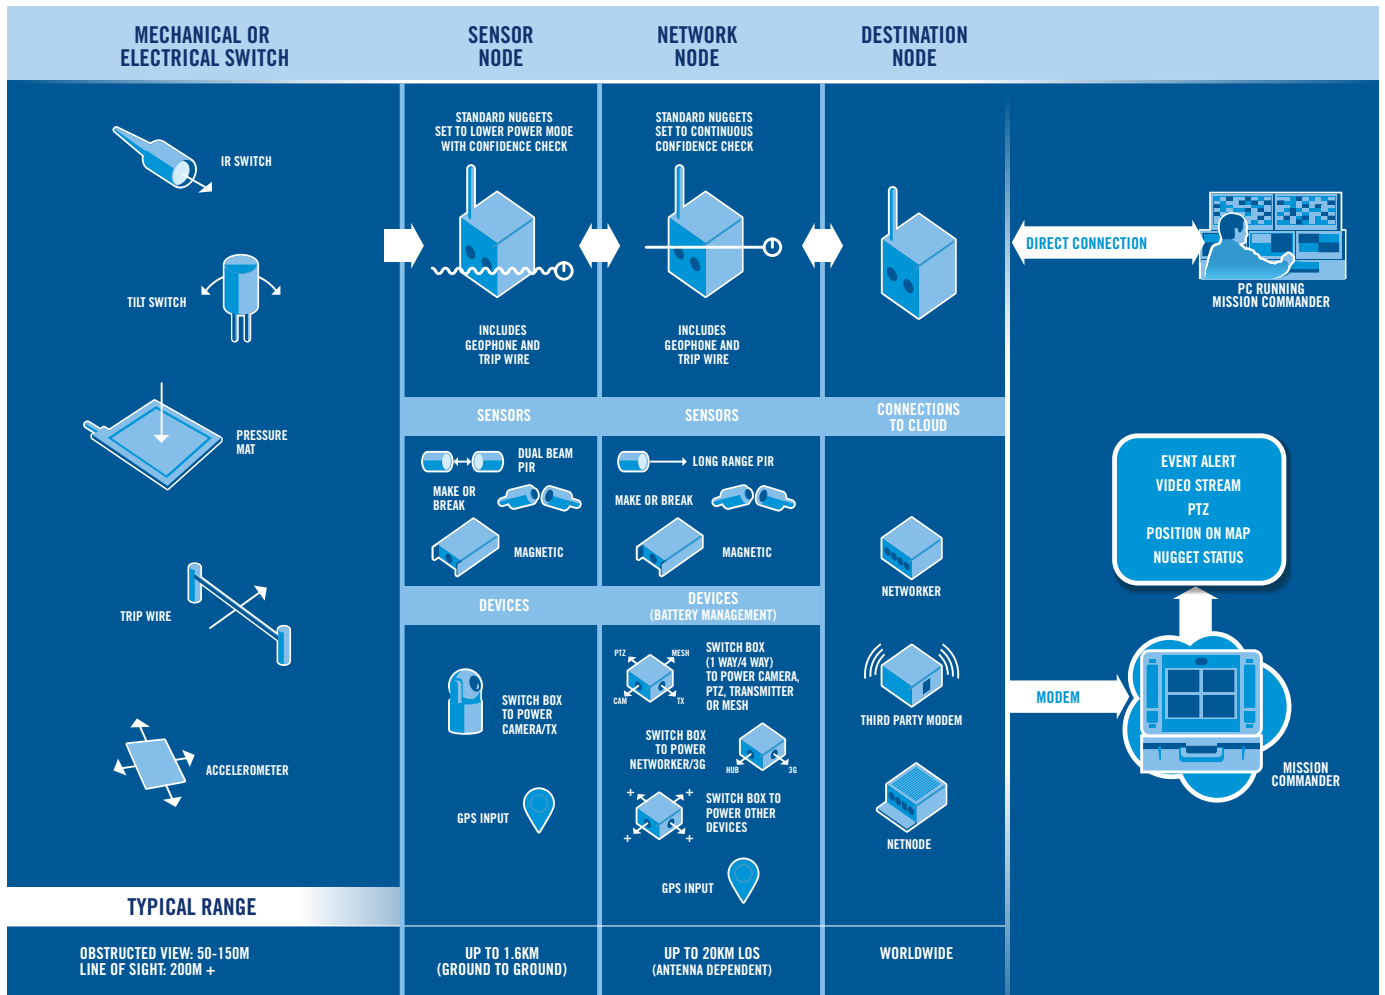 MECHANICAL OR
ELECTRICAL SWITCH
SENSOR
NODE
NETWORK
NODE
DESTINATION
NODE
IR SWITCH
TILT SWITCH
PRESSURE
MAT
TRIP WIRE
ACCELEROMETER
TYPICAL RANGE
OBSTRUCTED VIEW: 50-150M
LINE OF SIGHT: 200M +
STANDARD NUGGETS
SET TO LOWER POWER MODE
WITH CONFIDENCE CHECK
INCLUDES
GEOPHONE AND
TRIP WIRE
SENSORS
DUAL BEAM
PIR
MAKE OR
BREAK
MAGNETIC
DEVICES
SWITCH BOX
TO POWER
CAMERA/TX
GPS INPUT
UP TO 1.6KM
(GROUND TO GROUND)
STANDARD NUGGETS
SET TO CONTINUOUS
CONFIDENCE CHECK
INCLUDES
GEOPHONE AND
TRIP WIRE
SENSORS
LONG RANGE PIR
MAKE OR BREAK
MAGNETIC
DEVICES
(BATTERY MANAGEMENT)
PTZ
MESH
CAM
TX
SWITCH BOX
(1 WAY/4 WAY)
TO POWER CAMERA,
PTZ, TRANSMITTER
OR MESH
SWITCH BOX
TO POWER
NETWORKER/3G
HUB
3G
+
+
+
+
SWITCH BOX TO
POWER OTHER
DEVICES
GPS INPUT
UP TO 20KM LOS
(ANTENNA DEPENDENT)
CONNECTIONS
TO CLOUD
NETWORKER
THIRD PARTY MODEM
NETNODE
WORLDWIDE
DIRECT CONNECTION
PC RUNNING
MISSION COMMANDER
EVENT ALERT
VIDEO STREAM
PTZ
POSITION ON MAP
NUGGET STATUS
MODEM
MISSION
COMMANDER